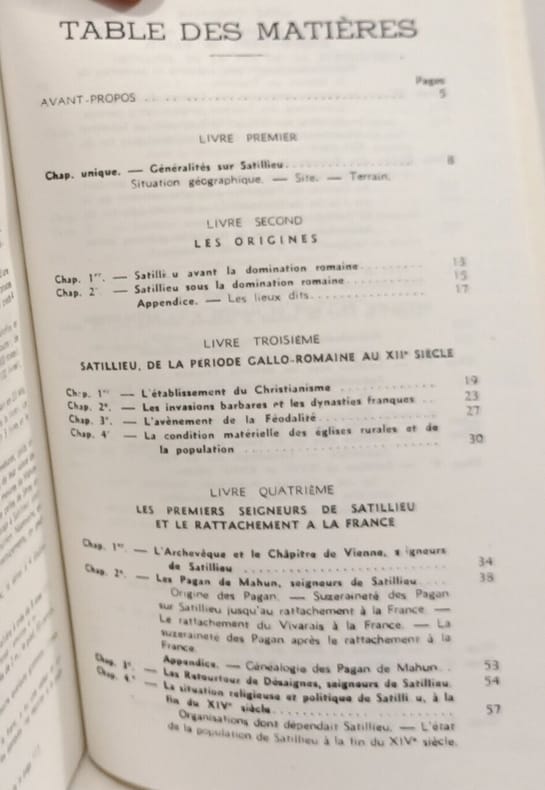 TABLE DES MATIÈRES
Pages
AVANT-PROPOS . . . . . . . . . . . . . . . . . . . . . . 5
LIVRE PREMIER
Chap. unique. — Généralités sur Satillieu. . . . . . . . . . . . 8
Situation géographique. — Site. — Terrain.
LIVRE SECOND
LES ORIGINES
Chap. 1er. — Satilli u avant la domination romaine. . . . . . . . 13
Chap. 2e. — Satillieu sous la domination romaine. . . . . . . . 15
Appendice. — Les lieux dits. . . . . . . . . . . . 17
LIVRE TROISIÈME
SATILLIEU, DE LA PÉRIODE GALLO-ROMAINE AU XIIe SIÈCLE
Chap. 1er — L'établissement du Christianisme . . . . . . . . 19
Chap. 2e. — Les invasions barbares et les dynasties franques . . 23
Chap. 3e. — L'avènement de la Féodalité. . . . . . . . . . 27
Chap. 4e — La condition matérielle des églises rurales et de
la population . . . . . . . . . . . . . . . . 30
LIVRE QUATRIÈME
LES PREMIERS SEIGNEURS DE SATILLIEU
ET LE RATTACHEMENT A LA FRANCE
Chap. 1er. — L'Archevêque et le Châpitre de Vienne, s igneurs
de Satillieu . . . . . . . . . . . . . . . . 34
Chap. 2e. — Les Pagan de Mahun, seigneurs de Satillieu. . . . 38
Origine des Pagan. — Suzeraineté des Pagan
sur Satillieu jusqu'au rattachement à la France. —
Le rattachement du Vivarais à la France. — La
suzeraineté des Pagan après le rattachement à la
France.
Appendice. — Généalogie des Pagan de Mahun. . 53
Chap. 3e. — Les Retourtour de Désaignes, seigneurs de Satillieu. 54
Chap. 4e — La situation religieuse et politique de Satilli u, à la
fin du XIVe siècle. . . . . . . . . . . . . . . 57
Organisations dont dépendait Satillieu. — L'état
de la population de Satillieu à la fin du XIVe siècle.